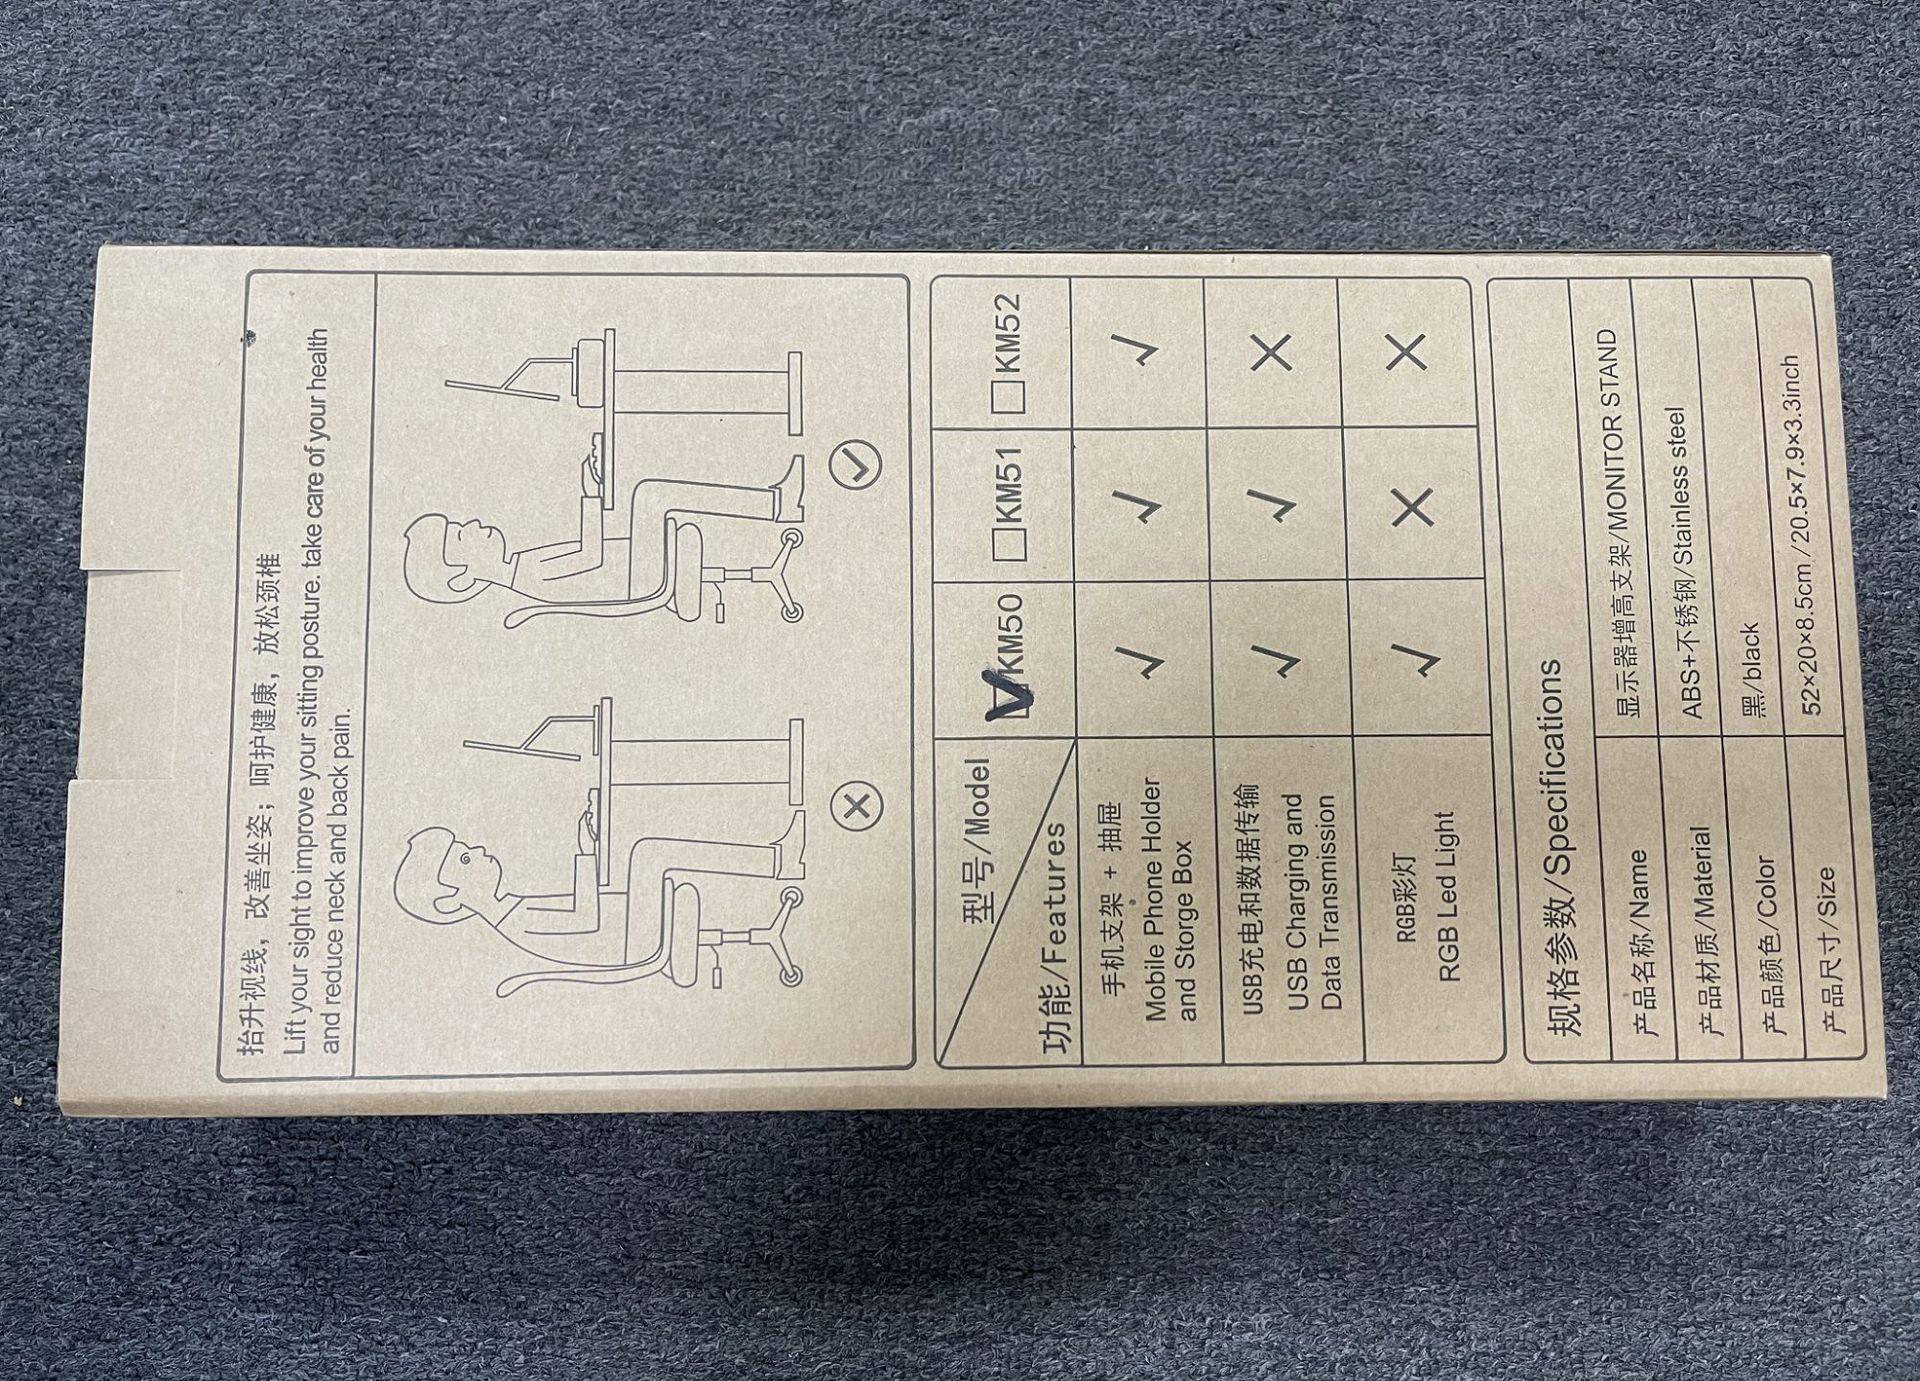 抬升视线，改善坐姿；呵护健康，放松颈椎
Lift your sight to improve your sitting posture. take care of your health
and reduce neck and back pain.
型号/Model
功能/Features
KM50
KM51
KM52
手机支架 + 抽屉
Mobile Phone Holder
and Storge Box
√ √ √
USB充电和数据传输
USB Charging and
Data Transmission
√ √ ×
RGB彩灯
RGB Led Light
√ × ×
规格参数/Specifications
产品名称/Name 显示器增高支架/MONITOR STAND
产品材质/Material ABS+不锈钢/Stainless steel
产品颜色/Color 黑/black
产品尺寸/Size 52×20×8.5cm/20.5×7.9×3.3inch